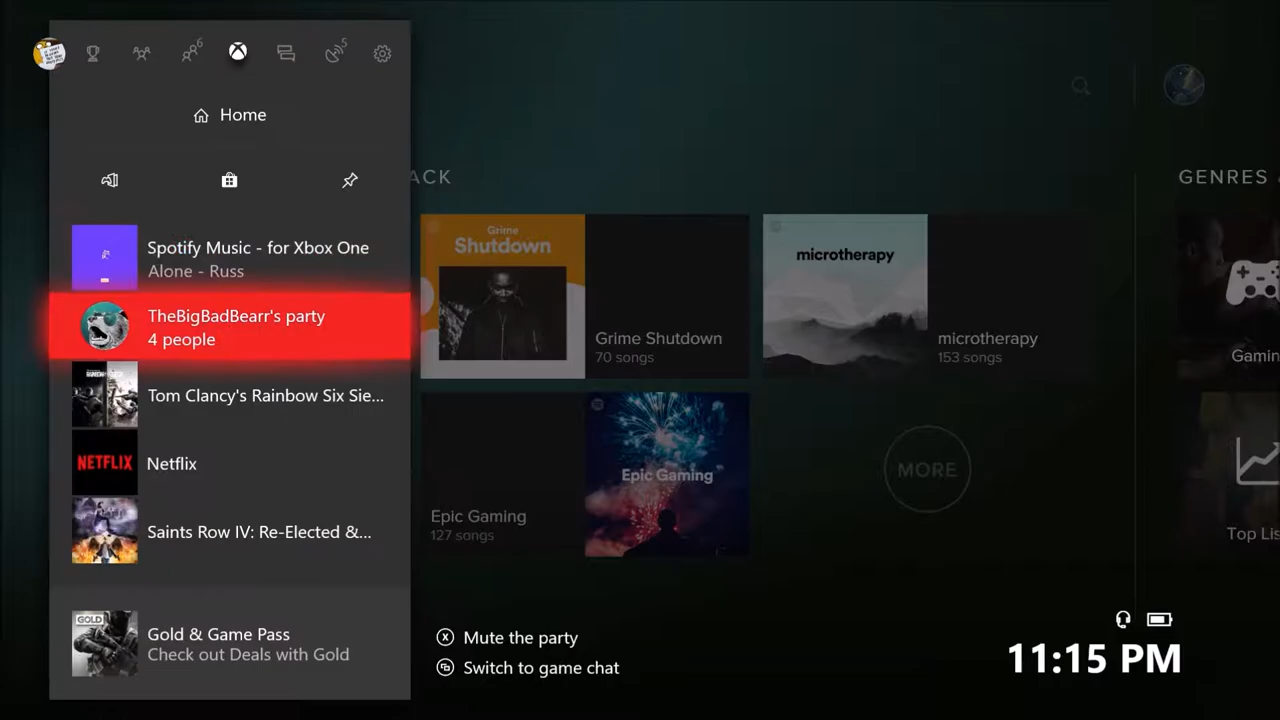 6
5
Home
Spotify Music - for Xbox One
Alone - Russ
TheBigBadBearr's party
4 people
Tom Clancy's Rainbow Six Sie...
NETFLIX
Netflix
Saints Row IV: Re-Elected &...
GOLD
Gold & Game Pass
Check out Deals with Gold
ACK
Grime
Shutdown
Grime Shutdown
70 songs
microtherapy
microtherapy
153 songs
Epic Gaming
127 songs
Epic Gaming
MORE
GENRES &
Gamin
Top Lis
X Mute the party
Switch to game chat
11:15 PM